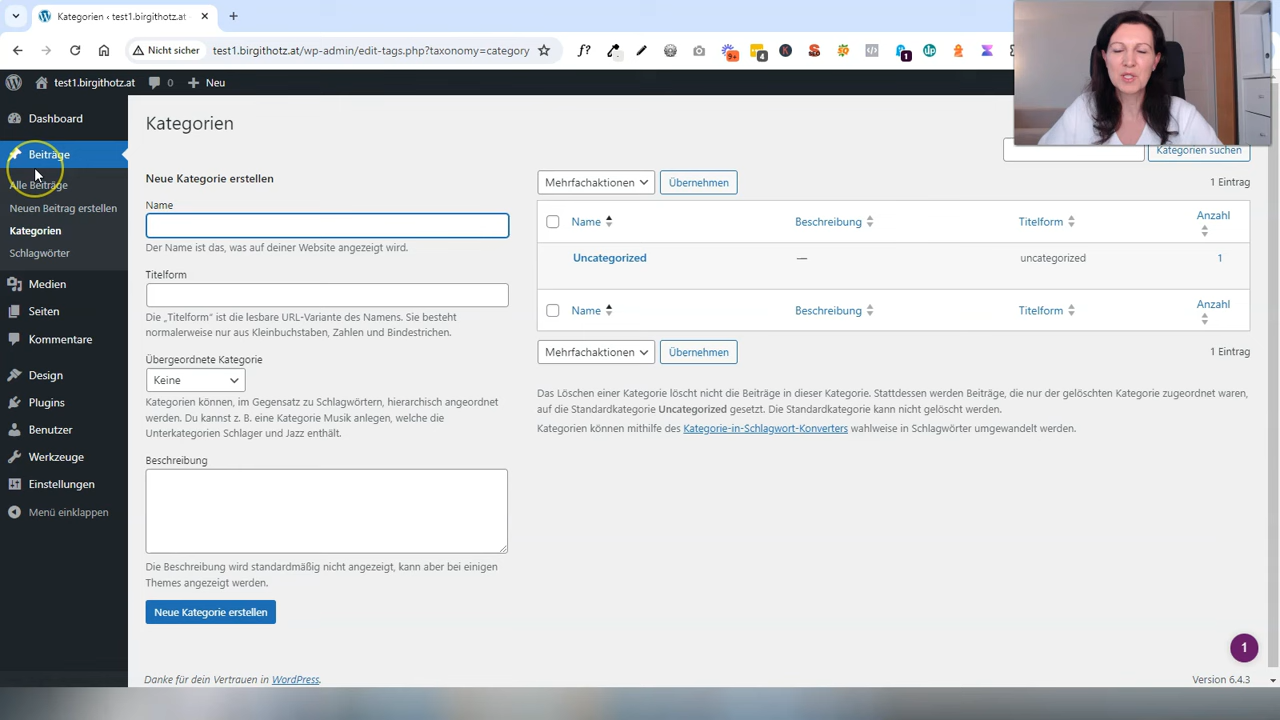 Kategorien ‹ test1.birgithotz.at
Nicht sicher
test1.birgithotz.at/wp-admin/edit-tags.php?taxonomy=category
f?
9+
4
K
S
1
up
test1.birgithotz.at
0
Neu
Dashboard
Beiträge
Alle Beiträge
Neuen Beitrag erstellen
Kategorien
Schlagwörter
Medien
Seiten
Kommentare
Design
Plugins
Benutzer
Werkzeuge
Einstellungen
Menü einklappen
Kategorien
Neue Kategorie erstellen
Name
Der Name ist das, was auf deiner Website angezeigt wird.
Titelform
Die „Titelform“ ist die lesbare URL-Variante des Namens. Sie besteht
normalerweise nur aus Kleinbuchstaben, Zahlen und Bindestrichen.
Übergeordnete Kategorie
Keine
Kategorien können, im Gegensatz zu Schlagwörtern, hierarchisch angeordnet
werden. Du kannst z. B. eine Kategorie Musik anlegen, welche die
Unterkategorien Schlager und Jazz enthält.
Beschreibung
Die Beschreibung wird standardmäßig nicht angezeigt, kann aber bei einigen
Themes angezeigt werden.
Neue Kategorie erstellen
Kategorien suchen
Mehrfachaktionen
Übernehmen
1 Eintrag
Name
Beschreibung
Titelform
Anzahl
Uncategorized
—
uncategorized
1
Name
Beschreibung
Titelform
Anzahl
Mehrfachaktionen
Übernehmen
1 Eintrag
Das Löschen einer Kategorie löscht nicht die Beiträge in dieser Kategorie. Stattdessen werden Beiträge, die nur der gelöschten Kategorie zugeordnet waren,
auf die Standardkategorie Uncategorized gesetzt. Die Standardkategorie kann nicht gelöscht werden.
Kategorien können mithilfe des Kategorie-in-Schlagwort-Konverters wahlweise in Schlagwörter umgewandelt werden.
1
Danke für dein Vertrauen in WordPress.
Version 6.4.3